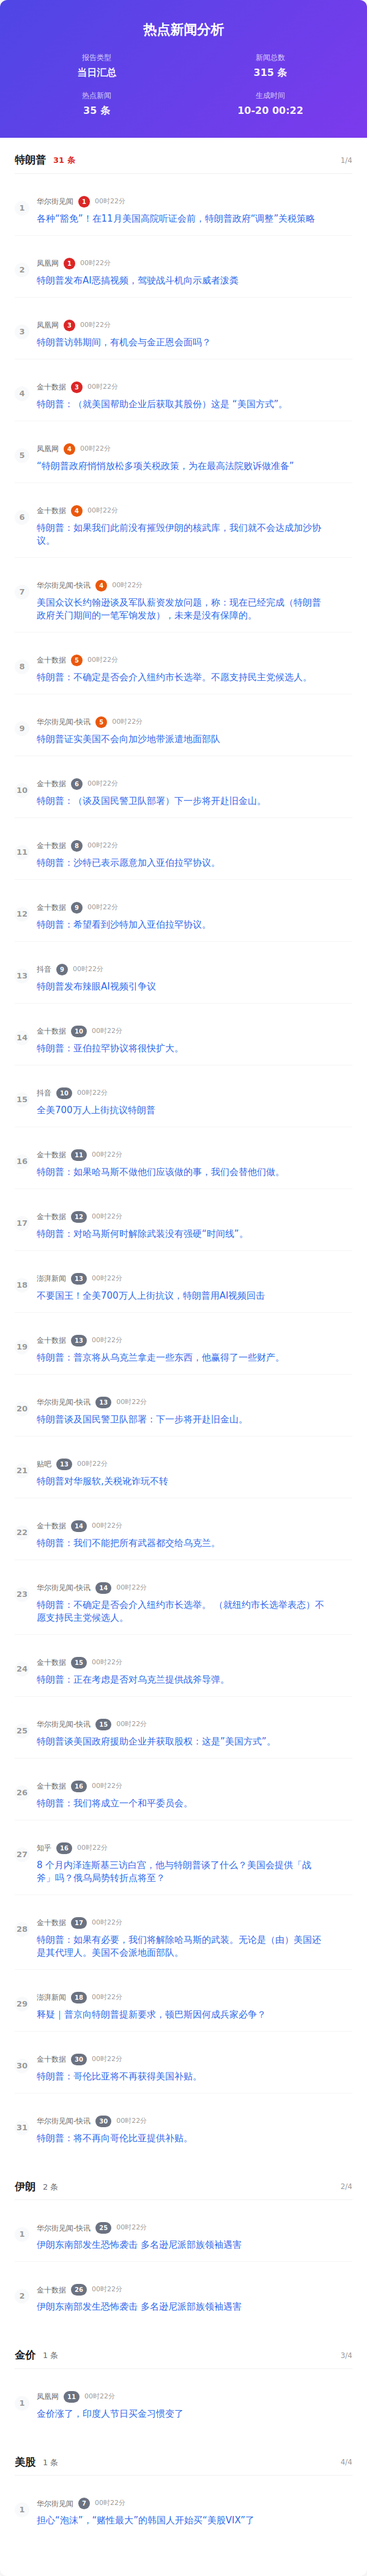 热点新闻分析
报告类型
新闻总数
当日汇总
315 条
热点新闻
生成时间
35 条
10-20 00:22
特朗普 31 条 1/4
1
华尔街见闻 1 00时22分
各种“豁免”！在11月美国高院听证会前，特朗普政府“调整”关税策略
2
凤凰网 1 00时22分
特朗普发布AI恶搞视频，驾驶战斗机向示威者泼粪
3
凤凰网 3 00时22分
特朗普访韩期间，有机会与金正恩会面吗？
4
金十数据 3 00时22分
特朗普：（就美国帮助企业后获取其股份）这是 “美国方式”。
5
凤凰网 4 00时22分
“特朗普政府悄悄放松多项关税政策，为在最高法院败诉做准备”
6
金十数据 4 00时22分
特朗普：如果我们此前没有摧毁伊朗的核武库，我们就不会达成加沙协
议。
7
华尔街见闻-快讯 4 00时22分
美国众议长约翰逊谈及军队薪资发放问题，称：现在已经完成（特朗普
政府关门期间的一笔军饷发放），未来是没有保障的。
8
金十数据 5 00时22分
特朗普：不确定是否会介入纽约市长选举。不愿支持民主党候选人。
9
华尔街见闻-快讯 5 00时22分
特朗普证实美国不会向加沙地带派遣地面部队
10
金十数据 6 00时22分
特朗普：（谈及国民警卫队部署）下一步将开赴旧金山。
11
金十数据 8 00时22分
特朗普：沙特已表示愿意加入亚伯拉罕协议。
12
金十数据 9 00时22分
特朗普：希望看到沙特加入亚伯拉罕协议。
13
抖音 9 00时22分
特朗普发布辣眼AI视频引争议
14
金十数据 10 00时22分
特朗普：亚伯拉罕协议将很快扩大。
15
抖音 10 00时22分
全美700万人上街抗议特朗普
16
金十数据 11 00时22分
特朗普：如果哈马斯不做他们应该做的事，我们会替他们做。
17
金十数据 12 00时22分
特朗普：对哈马斯何时解除武装没有强硬“时间线”。
18
澎湃新闻 13 00时22分
不要国王！全美700万人上街抗议，特朗普用AI视频回击
19
金十数据 13 00时22分
特朗普：普京将从乌克兰拿走一些东西，他赢得了一些财产。
20
华尔街见闻-快讯 13 00时22分
特朗普谈及国民警卫队部署：下一步将开赴旧金山。
21
贴吧 13 00时22分
特朗普对华服软,关税讹诈玩不转
22
金十数据 14 00时22分
特朗普：我们不能把所有武器都交给乌克兰。
23
华尔街见闻-快讯 14 00时22分
特朗普：不确定是否会介入纽约市长选举。 （就纽约市长选举表态）不
愿支持民主党候选人。
24
金十数据 15 00时22分
特朗普：正在考虑是否对乌克兰提供战斧导弹。
25
华尔街见闻-快讯 15 00时22分
特朗普谈美国政府援助企业并获取股权：这是“美国方式”。
26
金十数据 16 00时22分
特朗普：我们将成立一个和平委员会。
27
知乎 16 00时22分
8 个月内泽连斯基三访白宫，他与特朗普谈了什么？美国会提供「战
斧」吗？俄乌局势转折点将至？
28
金十数据 17 00时22分
特朗普：如果有必要，我们将解除哈马斯的武装。无论是（由）美国还
是其代理人。美国不会派地面部队。
29
澎湃新闻 18 00时22分
释疑｜普京向特朗普提新要求，顿巴斯因何成兵家必争？
30
金十数据 30 00时22分
特朗普：哥伦比亚将不再获得美国补贴。
31
华尔街见闻-快讯 30 00时22分
特朗普：将不再向哥伦比亚提供补贴。
伊朗 2 条 2/4
1
华尔街见闻-快讯 25 00时22分
伊朗东南部发生恐怖袭击 多名逊尼派部族领袖遇害
2
金十数据 26 00时22分
伊朗东南部发生恐怖袭击 多名逊尼派部族领袖遇害
金价 1 条 3/4
1
凤凰网 11 00时22分
金价涨了，印度人节日买金习惯变了
美股 1 条 4/4
1
华尔街见闻 7 00时22分
担心“泡沫”，“赌性最大”的韩国人开始买“美股VIX”了